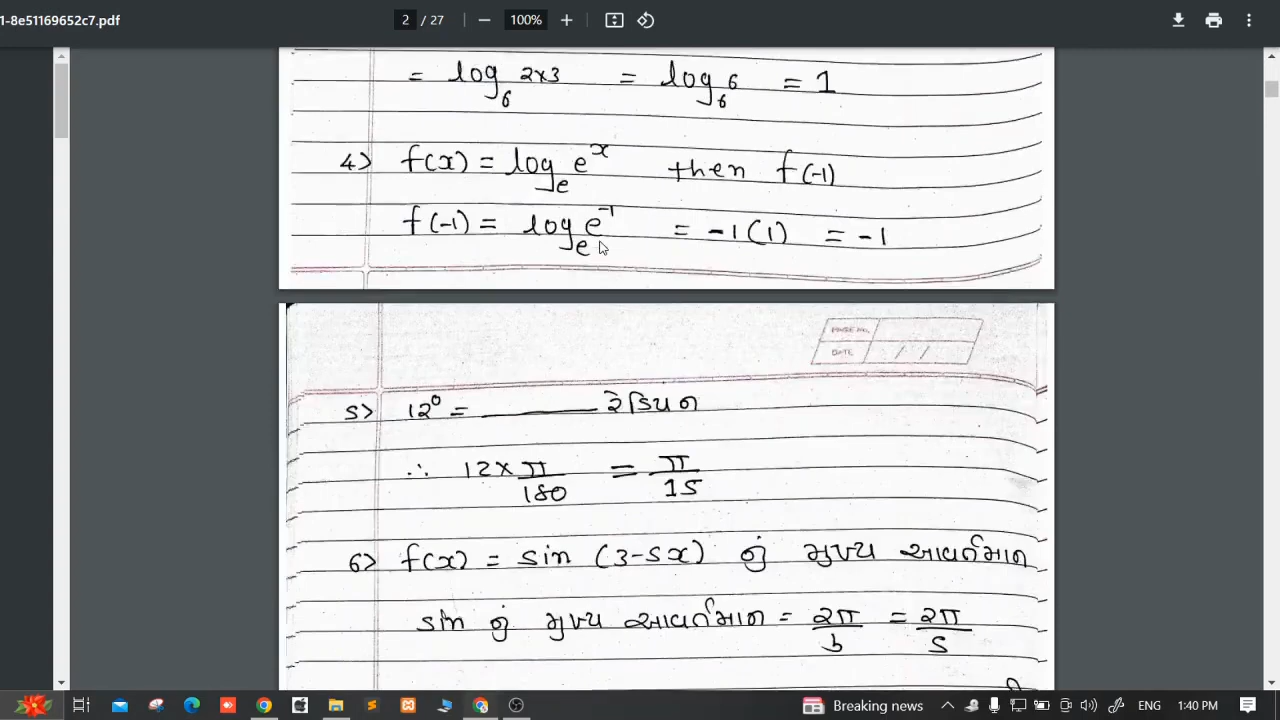 1-8e51169652c7.pdf 2 / 27 100%
= log₆ 2x3 = log₆ 6 = 1
4> f(x) = logₑ eˣ then f(-1)
f(-1) = logₑ e⁻¹ = -1(1) = -1
PAGE NO.
DATE / /
5> 12° = ______ રેડિયન
∴ 12 x π/180 = π/15
6> f(x) = sin (3-5x) નું મુખ્ય આવર્તમાન
sin નું મુખ્ય આવર્તમાન = 2π/b = 2π/5
Breaking news ENG 1:40 PM